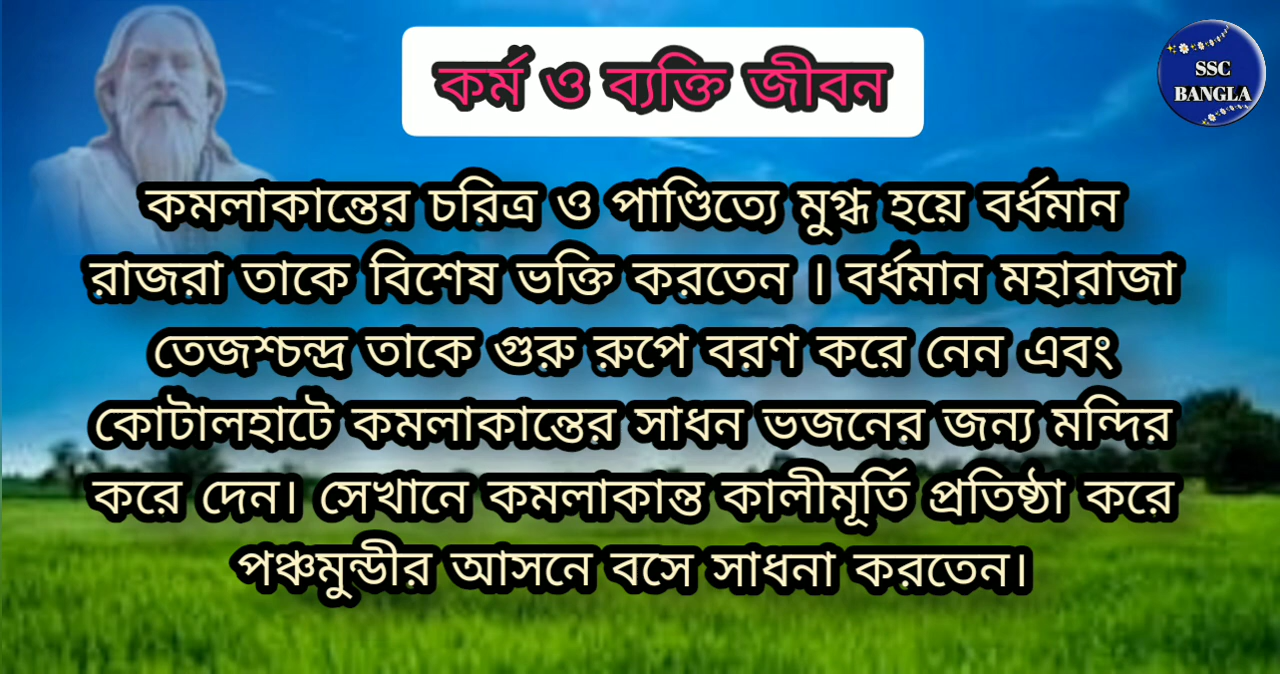 কর্ম ও ব্যক্তি জীবন
SSC
BANGLA
কমলাকান্তের চরিত্র ও পাণ্ডিত্যে মুগ্ধ হয়ে বর্ধমান
রাজরা তাকে বিশেষ ভক্তি করতেন । বর্ধমান মহারাজা
তেজশ্চন্দ্র তাকে গুরু রুপে বরণ করে নেন এবং
কোটালহাটে কমলাকান্তের সাধন ভজনের জন্য মন্দির
করে দেন। সেখানে কমলাকান্ত কালীমূর্তি প্রতিষ্ঠা করে
পঞ্চমুন্ডীর আসনে বসে সাধনা করতেন।